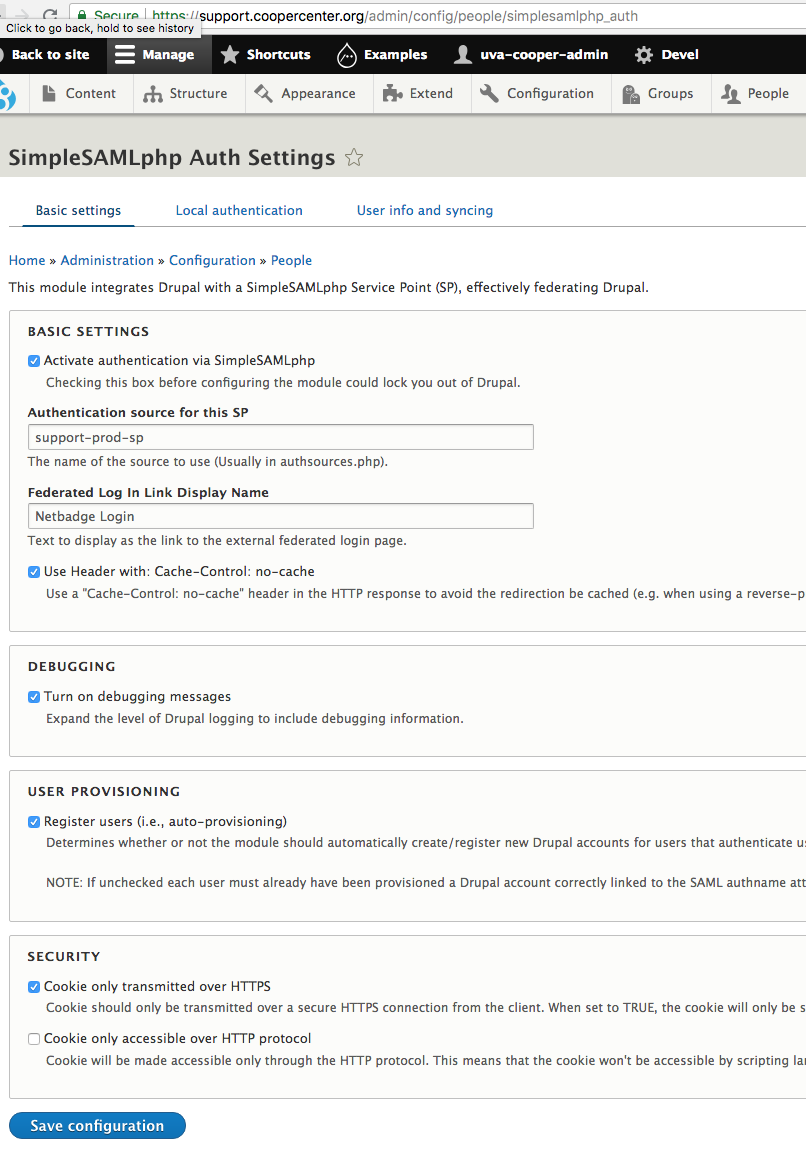 Secure https://support.coopercenter.org/admin/config/people/simplesamlphp_auth
Click to go back, hold to see history
Back to site Manage Shortcuts Examples uva-cooper-admin Devel
Content Structure Appearance Extend Configuration Groups People
SimpleSAMLphp Auth Settings
Basic settings Local authentication User info and syncing
Home » Administration » Configuration » People
This module integrates Drupal with a SimpleSAMLphp Service Point (SP), effectively federating Drupal.
BASIC SETTINGS
Activate authentication via SimpleSAMLphp
Checking this box before configuring the module could lock you out of Drupal.
Authentication source for this SP
support-prod-sp
The name of the source to use (Usually in authsources.php).
Federated Log In Link Display Name
Netbadge Login
Text to display as the link to the external federated login page.
Use Header with: Cache-Control: no-cache
Use a "Cache-Control: no-cache" header in the HTTP response to avoid the redirection be cached (e.g. when using a reverse-p
DEBUGGING
Turn on debugging messages
Expand the level of Drupal logging to include debugging information.
USER PROVISIONING
Register users (i.e., auto-provisioning)
Determines whether or not the module should automatically create/register new Drupal accounts for users that authenticate us
NOTE: If unchecked each user must already have been provisioned a Drupal account correctly linked to the SAML authname att
SECURITY
Cookie only transmitted over HTTPS
Cookie should only be transmitted over a secure HTTPS connection from the client. When set to TRUE, the cookie will only be s
Cookie only accessible over HTTP protocol
Cookie will be made accessible only through the HTTP protocol. This means that the cookie won't be accessible by scripting lan
Save configuration